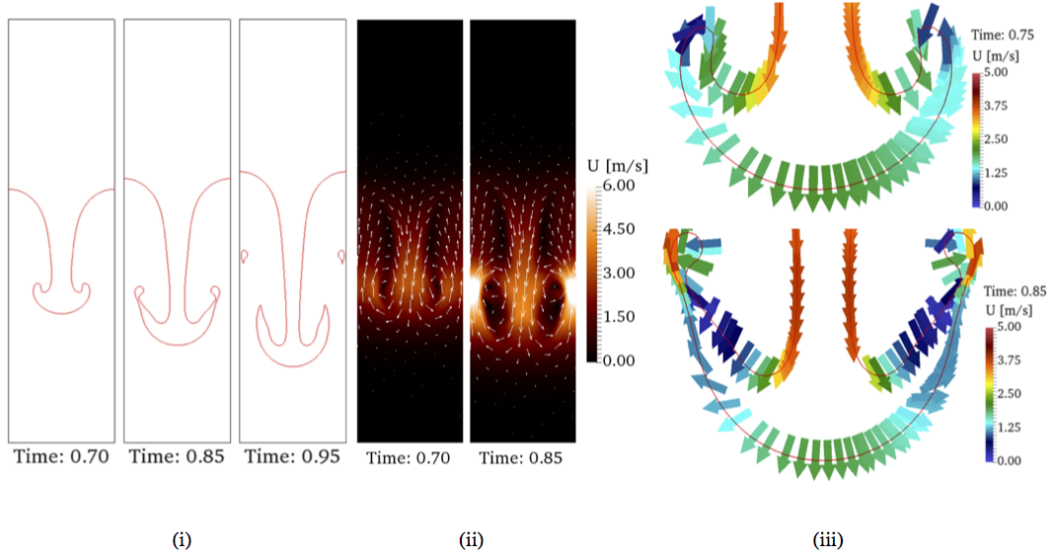 Time: 0.70
Time: 0.85
Time: 0.95
Time: 0.70
Time: 0.85
U [m/s]
6.00
4.50
3.00
1.50
0.00
Time: 0.75
U [m/s]
5.00
3.75
2.50
1.25
0.00
Time: 0.85
U [m/s]
5.00
3.75
2.50
1.25
0.00
(i)
(ii)
(iii)